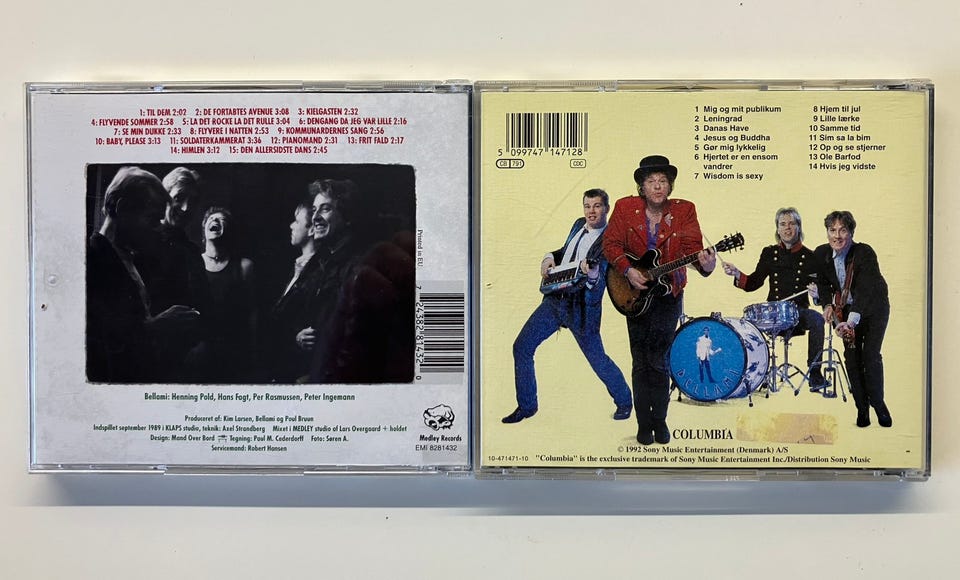 1: TIL DEM 2:02 2: DE FORTABTES AVENUE 3:08 3: KIELGASTEN 2:32
4: FLYVENDE SOMMER 2:58 5: LA DET ROCKE LA DET RULLE 3:04 6: DENGANG DA JEG VAR LILLE 2:16
7: SE MIN DUKKE 2:33 8: FLYVERE I NATTEN 2:53 9: KOMMUNARDERNES SANG 2:56
10: BABY, PLEASE 3:13 11: SOLDATERKAMMERAT 3:36 12: PIANOMAND 2:31 13: FRIT FALD 2:17
14: HIMLEN 3:12 15: DEN ALLERSIDSTE DANS 2:45
Printed in EU.
7 24382 81432 0
Bellami: Henning Pold, Hans Fagt, Per Rasmussen, Peter Ingemann
Produceret af: Kim Larsen, Bellami og Poul Bruun
Indspillet september 1989 i KLAPS studio, teknik: Axel Strandberg Mixet i MEDLEY studio af Lars Overgaard + holdet
Design: Mand Over Bord Tegning: Paul M. Cederdorff Foto: Søren A.
Servicemand: Robert Hansen
Medley Records
EMI 8281432
5 099747 147128
CB 791
CDC
1 Mig og mit publikum
2 Leningrad
3 Danas Have
4 Jesus og Buddha
5 Gør mig lykkelig
6 Hjertet er en ensom
vandrer
7 Wisdom is sexy
8 Hjem til jul
9 Lille lærke
10 Samme tid
11 Sim sa la bim
12 Op og se stjerner
13 Ole Barfod
14 Hvis jeg vidste
BELLAMI
COLUMBIA
© 1992 Sony Music Entertainment (Denmark) A/S
10-471471-10 "Columbia" is the exclusive trademark of Sony Music Entertainment Inc./Distribution Sony Music